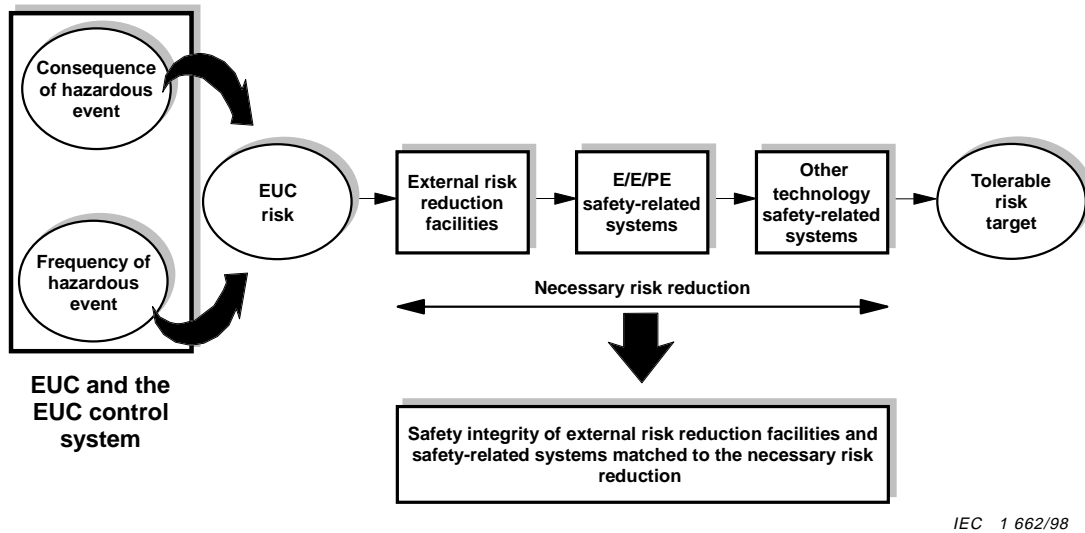 Consequence
of hazardous
event
Frequency of
hazardous
event
EUC and the
EUC control
system
EUC
risk
External risk
reduction
facilities
E/E/PE
safety-related
systems
Other
technology
safety-related
systems
Tolerable
risk
target
Necessary risk reduction
Safety integrity of external risk reduction facilities and
safety-related systems matched to the necessary risk
reduction
IEC 1 662/98